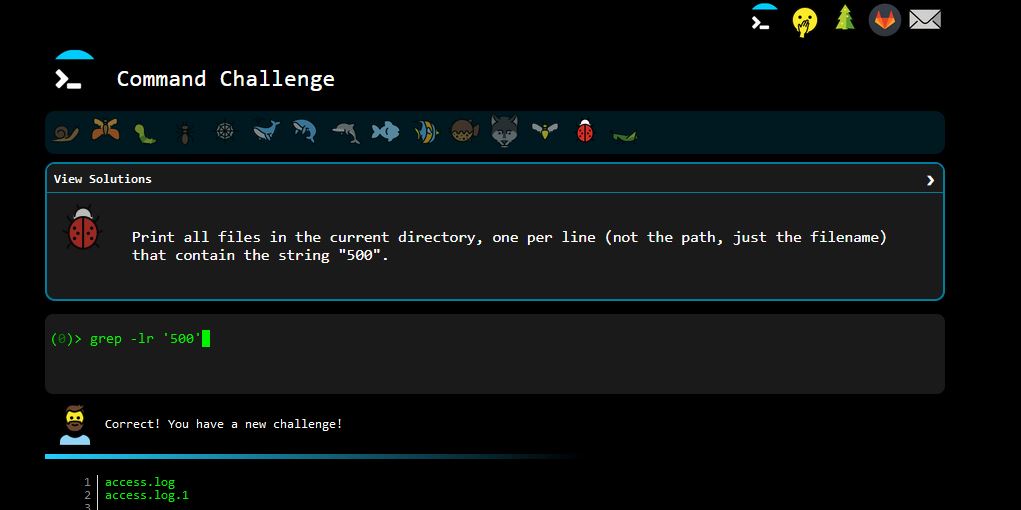 Command Challenge
View Solutions
Print all files in the current directory, one per line (not the path, just the filename)
that contain the string "500".
(0)> grep -lr '500'
Correct! You have a new challenge!
1 access.log
2 access.log.1
3